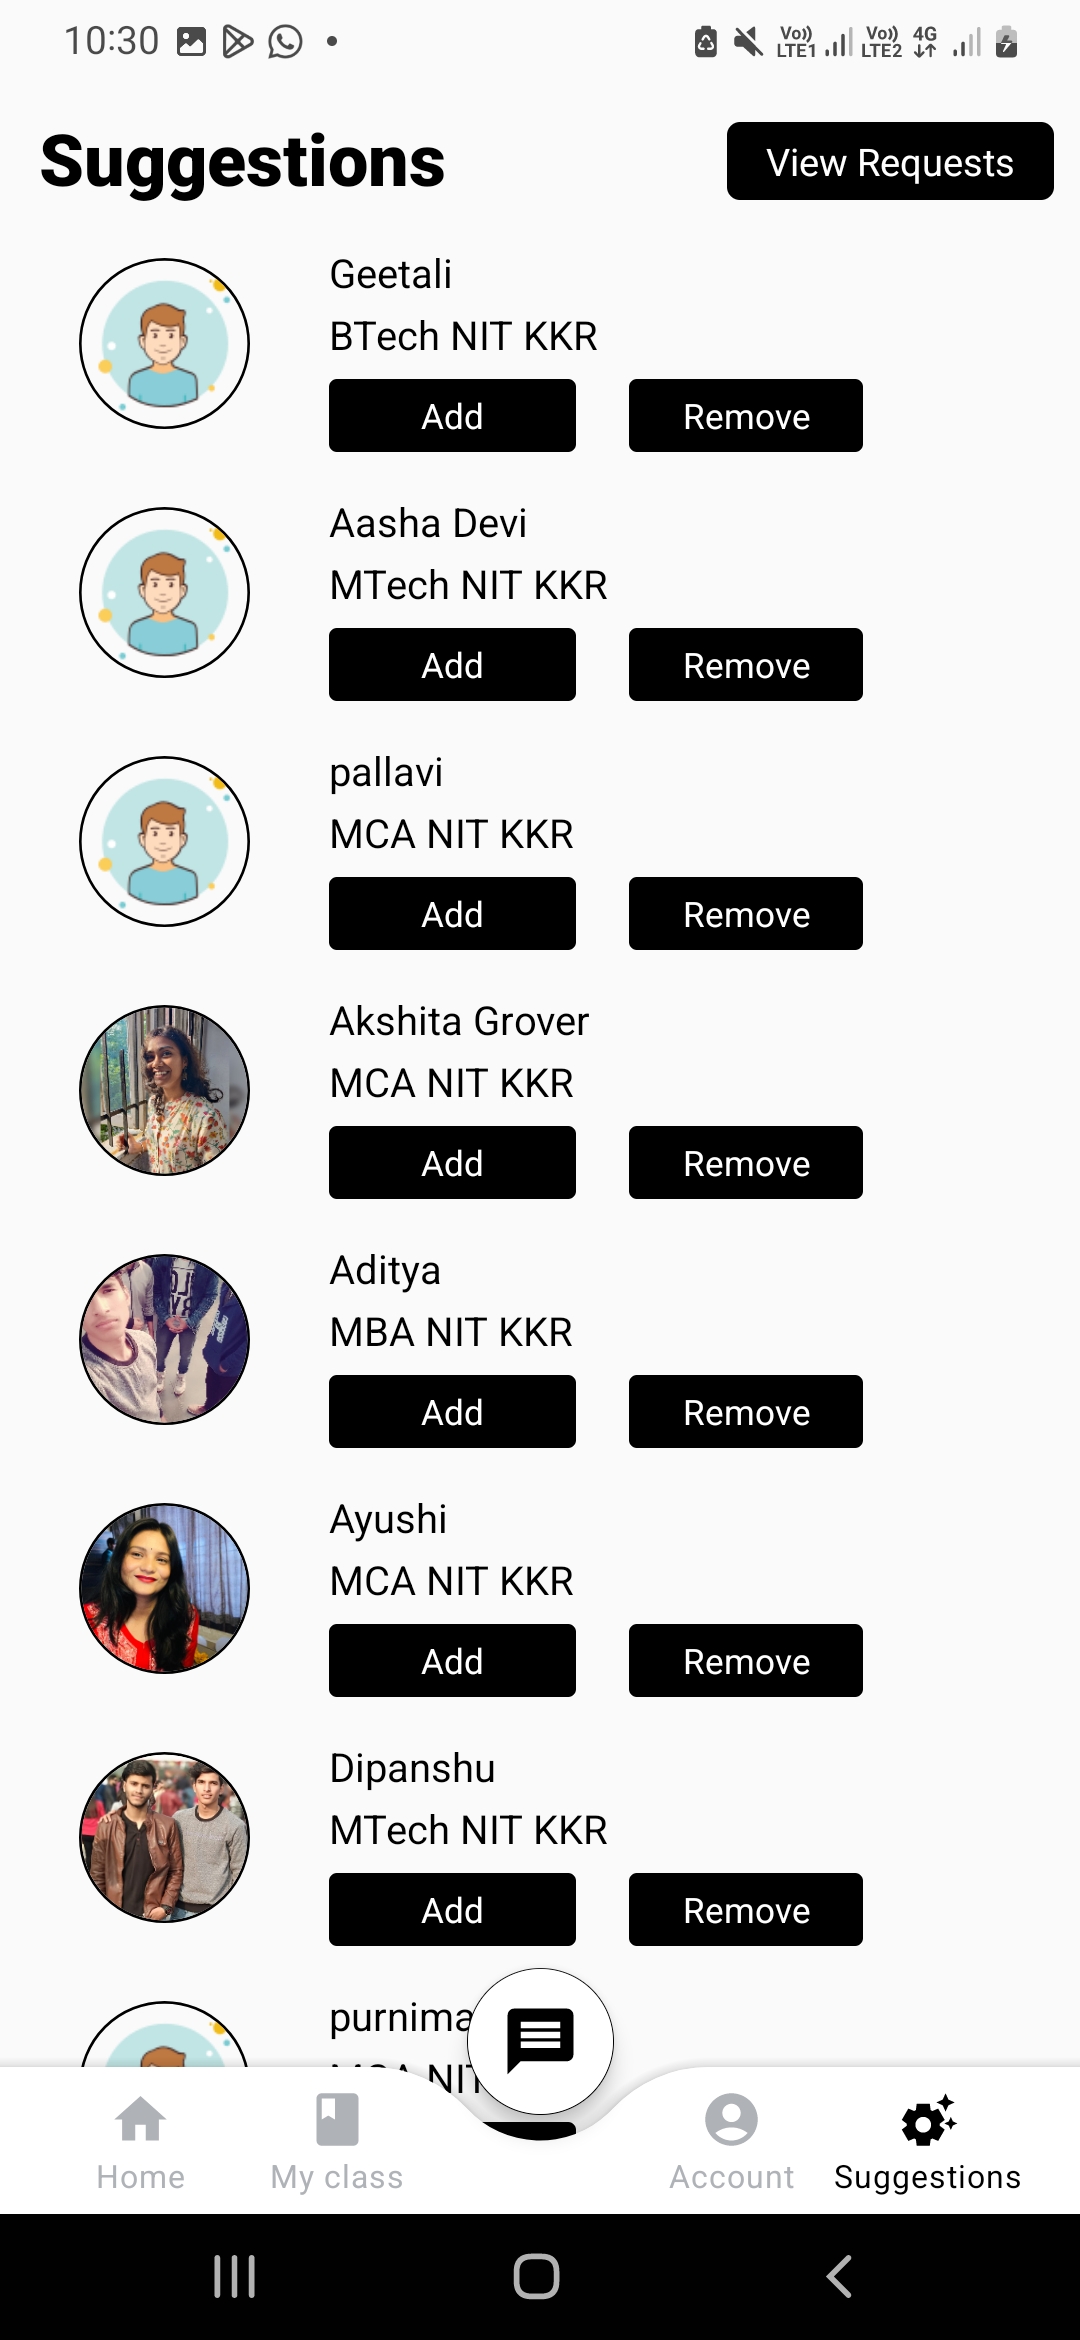 10:30
Vo)) LTE1 Vo)) LTE2 4G
Suggestions
View Requests
Geetali
BTech NIT KKR
Add Remove
Aasha Devi
MTech NIT KKR
Add Remove
pallavi
MCA NIT KKR
Add Remove
Akshita Grover
MCA NIT KKR
Add Remove
Aditya
MBA NIT KKR
Add Remove
Ayushi
MCA NIT KKR
Add Remove
Dipanshu
MTech NIT KKR
Add Remove
purnima
MCA NIT
Home My class Account Suggestions